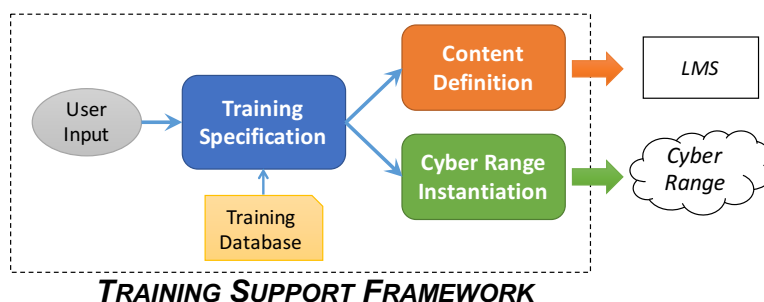 User
Input
Training
Specification
Training
Database
Content
Definition
Cyber Range
Instantiation
LMS
Cyber
Range
TRAINING SUPPORT FRAMEWORK